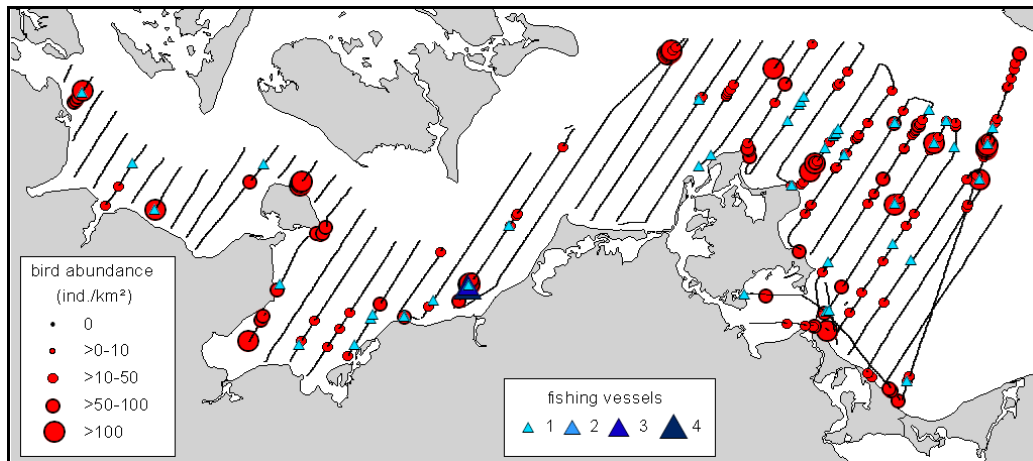 bird abundance
(ind./km²)
0
>0-10
>10-50
>50-100
>100
fishing vessels
1 2 3 4